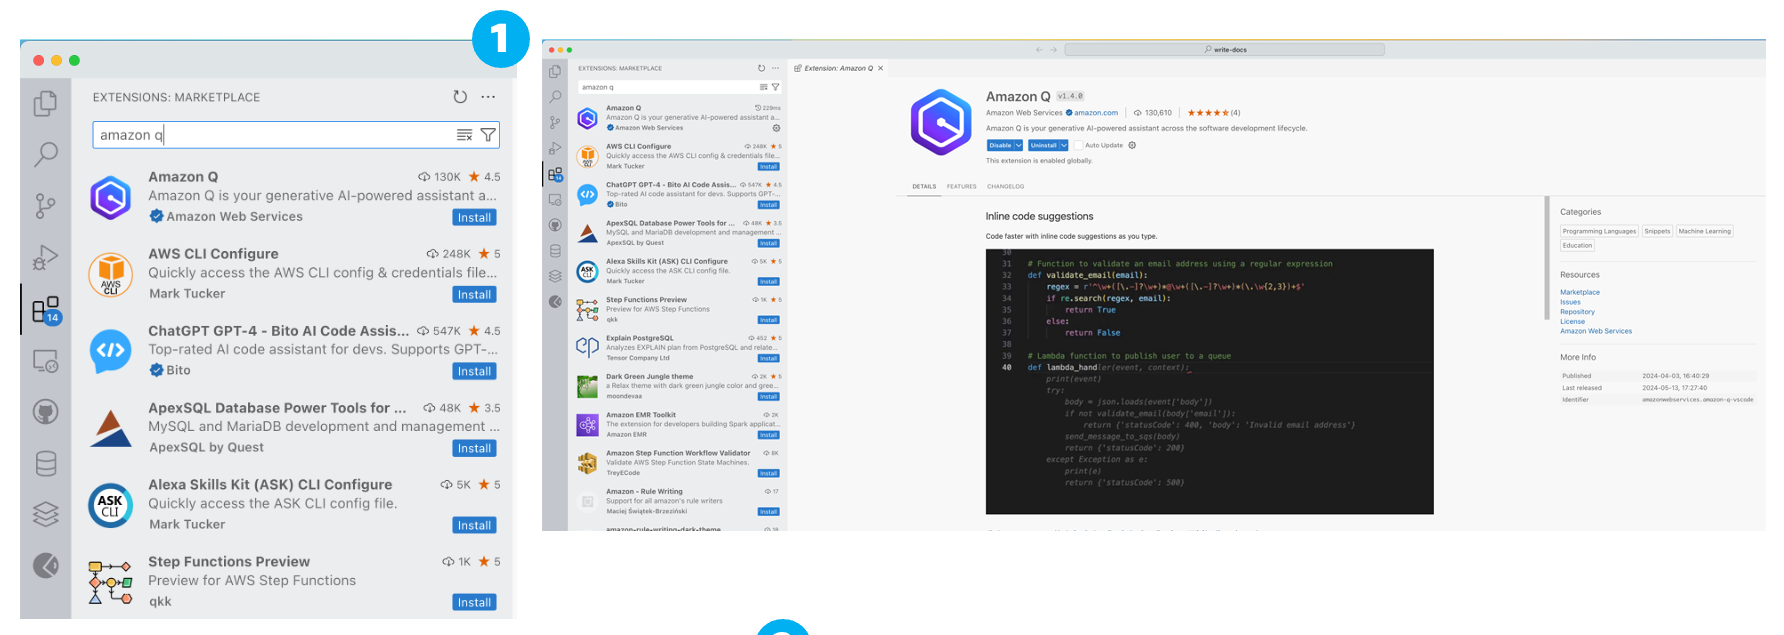 1
EXTENSIONS: MARKETPLACE
amazon q
Amazon Q 130K ★ 4.5
Amazon Q is your generative AI-powered assistant a...
Amazon Web Services Install
AWS CLI Configure 248K ★ 5
Quickly access the AWS CLI config & credentials file...
Mark Tucker Install
AWS
CLI
ChatGPT GPT-4 - Bito AI Code Assis... 547K ★ 4.5
Top-rated AI code assistant for devs. Supports GPT-...
Bito Install
14
ApexSQL Database Power Tools for ... 48K ★ 3.5
MySQL and MariaDB development and management ...
ApexSQL by Quest Install
Alexa Skills Kit (ASK) CLI Configure 5K ★ 5
Quickly access the ASK CLI config file.
Mark Tucker Install
ASK
CLI
Step Functions Preview 1K ★ 5
Preview for AWS Step Functions
qkk Install
write-docs
EXTENSIONS: MARKETPLACE
amazon q
Amazon Q 229ms
Amazon Q is your generative AI-powered assistant a...
Amazon Web Services
AWS CLI Configure 248K ★ 5
Quickly access the AWS CLI config & credentials file...
Mark Tucker Install
ChatGPT GPT-4 - Bito AI Code Assis... 547K ★ 4.5
Top-rated AI code assistant for devs. Supports GPT-...
Bito Install
ApexSQL Database Power Tools for ... 48K ★ 3.5
MySQL and MariaDB development and management ...
ApexSQL by Quest Install
Alexa Skills Kit (ASK) CLI Configure 5K ★ 5
Quickly access the ASK CLI config file.
Mark Tucker Install
ASK
CLI
Step Functions Preview 1K ★ 5
Preview for AWS Step Functions
qkk Install
Explain PostgreSQL 452 ★ 5
Analyzes EXPLAIN plan from PostgreSQL and relate...
Tensor Company Ltd Install
Dark Green Jungle theme 2K ★ 5
a Relax theme with dark green jungle color and gree...
moondevaa Install
Amazon EMR Toolkit 2K
The extension for developers building Spark applicat...
Amazon EMR Install
Amazon Step Function Workflow Validator 8K
Validate AWS Step Function State Machines.
TreyECode Install
Amazon - Rule Writing 17
Support for all amazon's rule writers
Maciej Świątek-Brzeziński Install
amazon-rule-writing-dark-theme
Extension: Amazon Q
Amazon Q v1.4.0
Amazon Web Services amazon.com | 130,610 | (4)
Amazon Q is your generative AI-powered assistant across the software development lifecycle.
Disable Uninstall Auto Update
This extension is enabled globally.
DETAILS FEATURES CHANGELOG
Inline code suggestions
Code faster with inline code suggestions as you type.
30
31 # Function to validate an email address using a regular expression
32 def validate_email(email):
33 regex = r'^\w+([\.-]?\w+)*@\w+([\.-]?\w+)*(\.\w{2,3})+$'
34 if re.search(regex, email):
35 return True
36 else:
37 return False
38
39 # Lambda function to publish user to a queue
40 def lambda_handler(event, context):
print(event)
try:
body = json.loads(event['body'])
if not validate_email(body['email']):
return {'statusCode': 400, 'body': 'Invalid email address'}
send_message_to_sqs(body)
return {'statusCode': 200}
except Exception as e:
print(e)
return {'statusCode': 500}
Categories
Programming Languages Snippets Machine Learning
Education
Resources
Marketplace
Issues
Repository
License
Amazon Web Services
More Info
Published 2024-04-03, 16:40:29
Last released 2024-05-13, 17:27:40
Identifier amazonwebservices.amazon-q-vscode